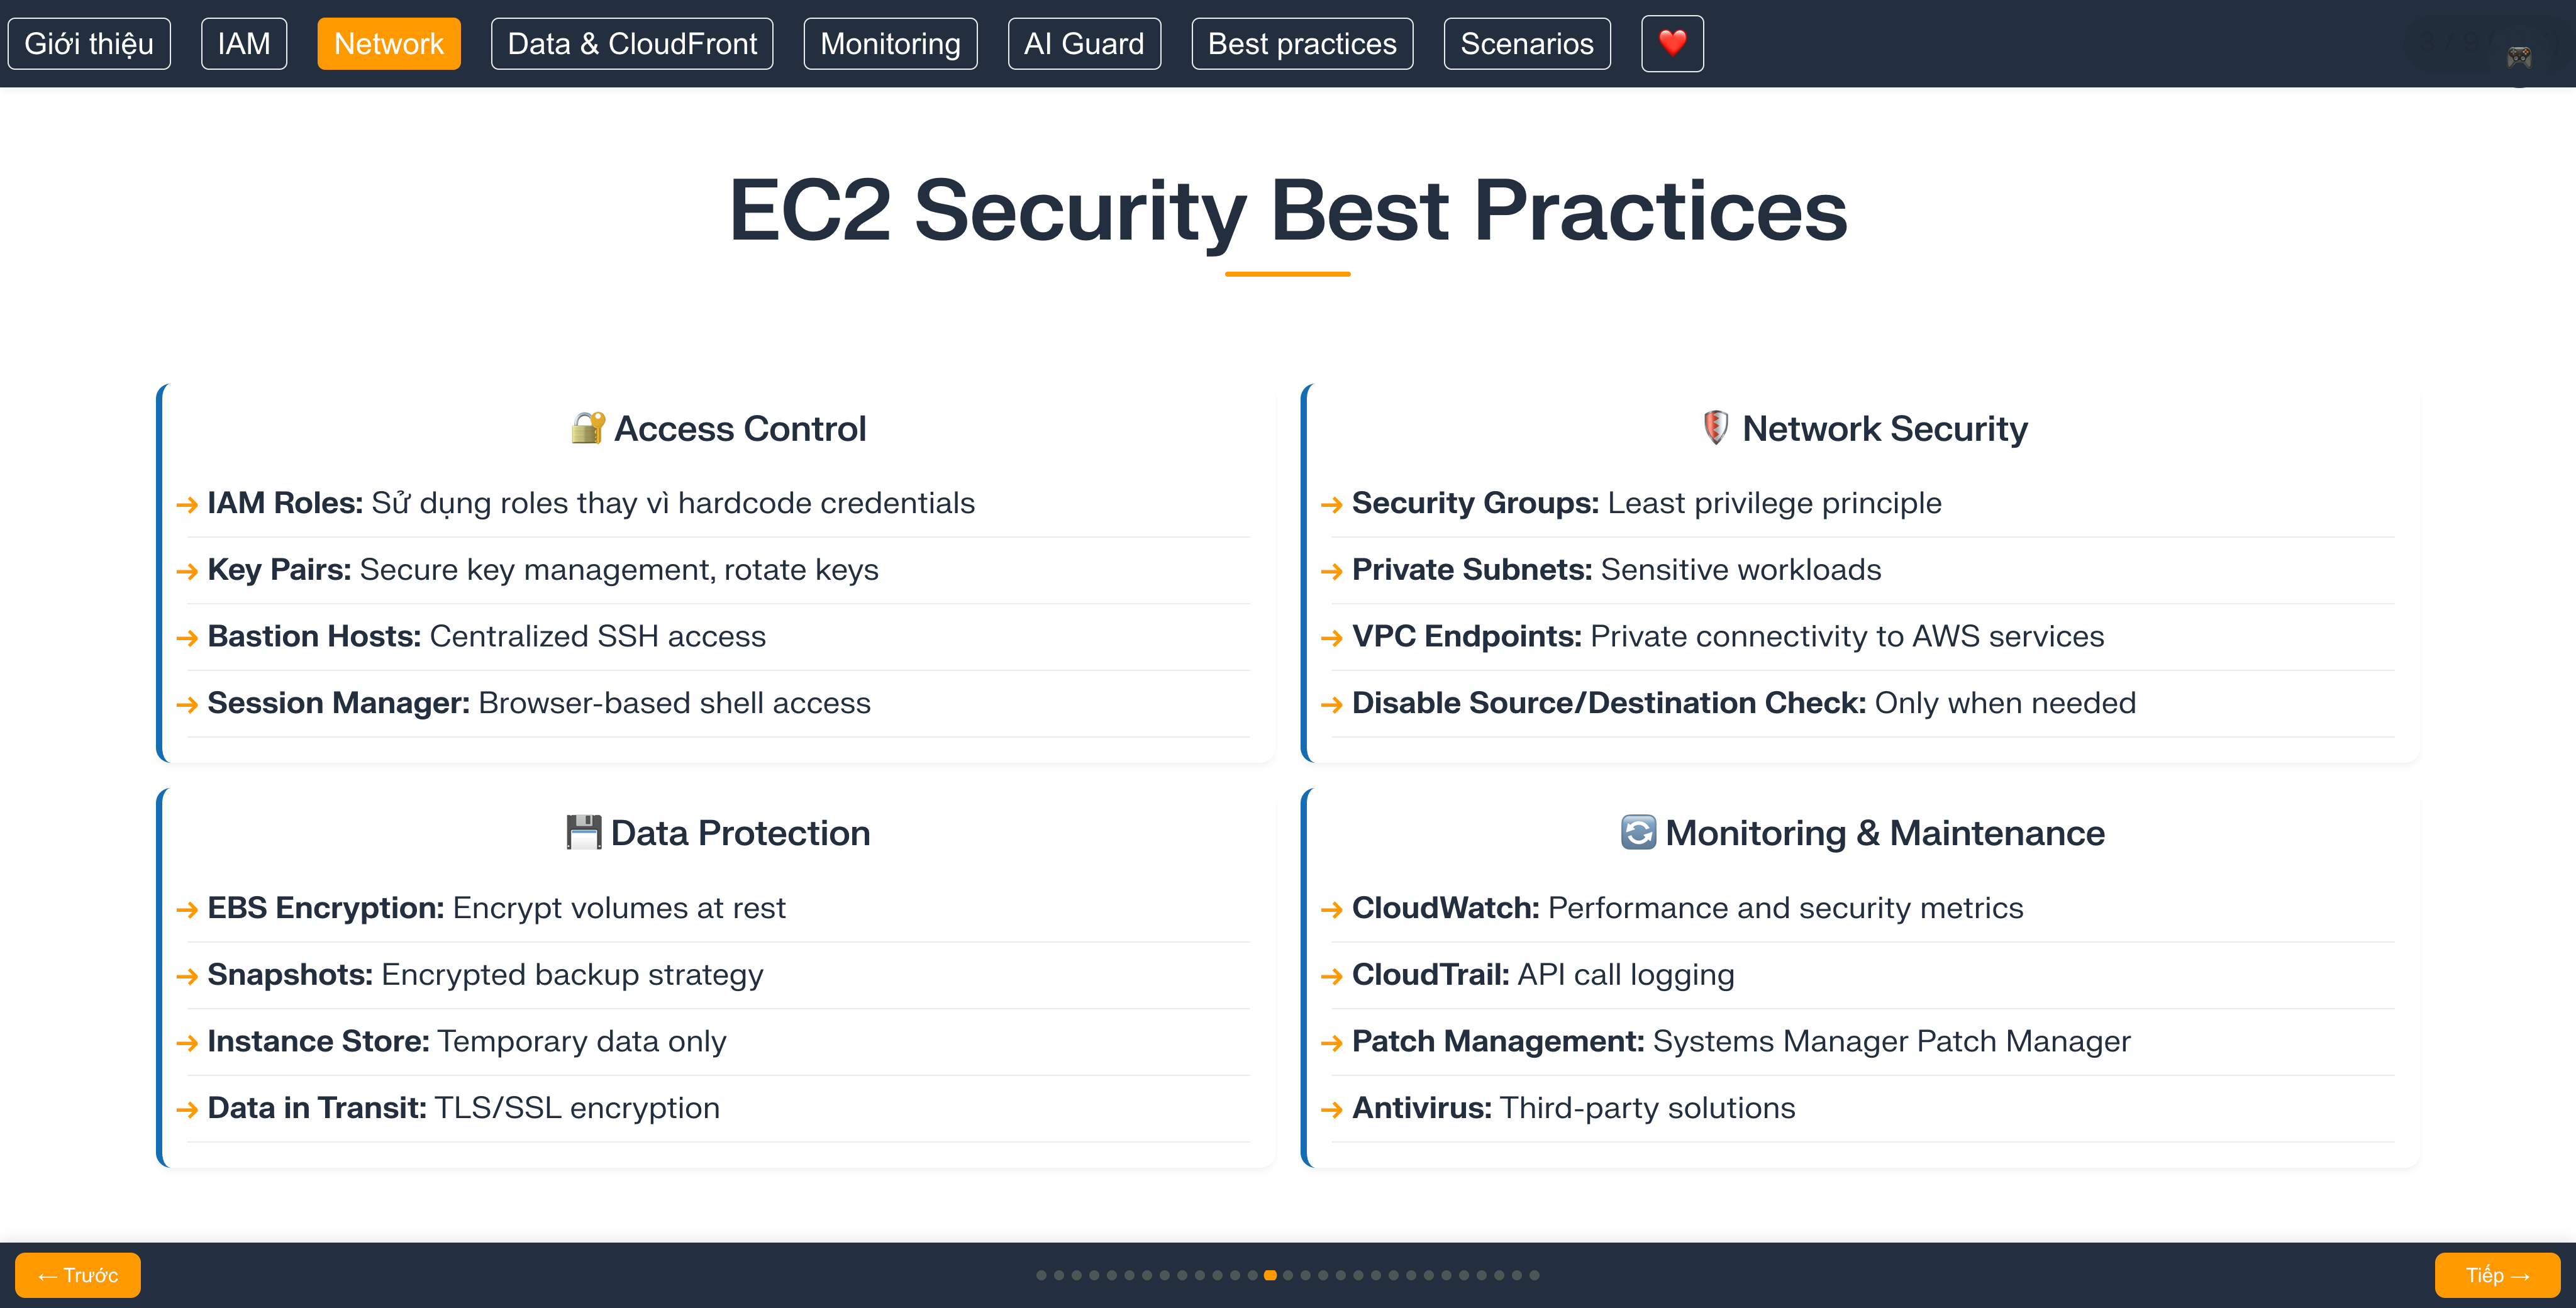 Giới thiệu
IAM
Network
Data & CloudFront
Monitoring
AI Guard
Best practices
Scenarios
EC2 Security Best Practices
Access Control
→ IAM Roles: Sử dụng roles thay vì hardcode credentials
→ Key Pairs: Secure key management, rotate keys
→ Bastion Hosts: Centralized SSH access
→ Session Manager: Browser-based shell access
Network Security
→ Security Groups: Least privilege principle
→ Private Subnets: Sensitive workloads
→ VPC Endpoints: Private connectivity to AWS services
→ Disable Source/Destination Check: Only when needed
Data Protection
→ EBS Encryption: Encrypt volumes at rest
→ Snapshots: Encrypted backup strategy
→ Instance Store: Temporary data only
→ Data in Transit: TLS/SSL encryption
Monitoring & Maintenance
→ CloudWatch: Performance and security metrics
→ CloudTrail: API call logging
→ Patch Management: Systems Manager Patch Manager
→ Antivirus: Third-party solutions
← Trước
Tiếp →